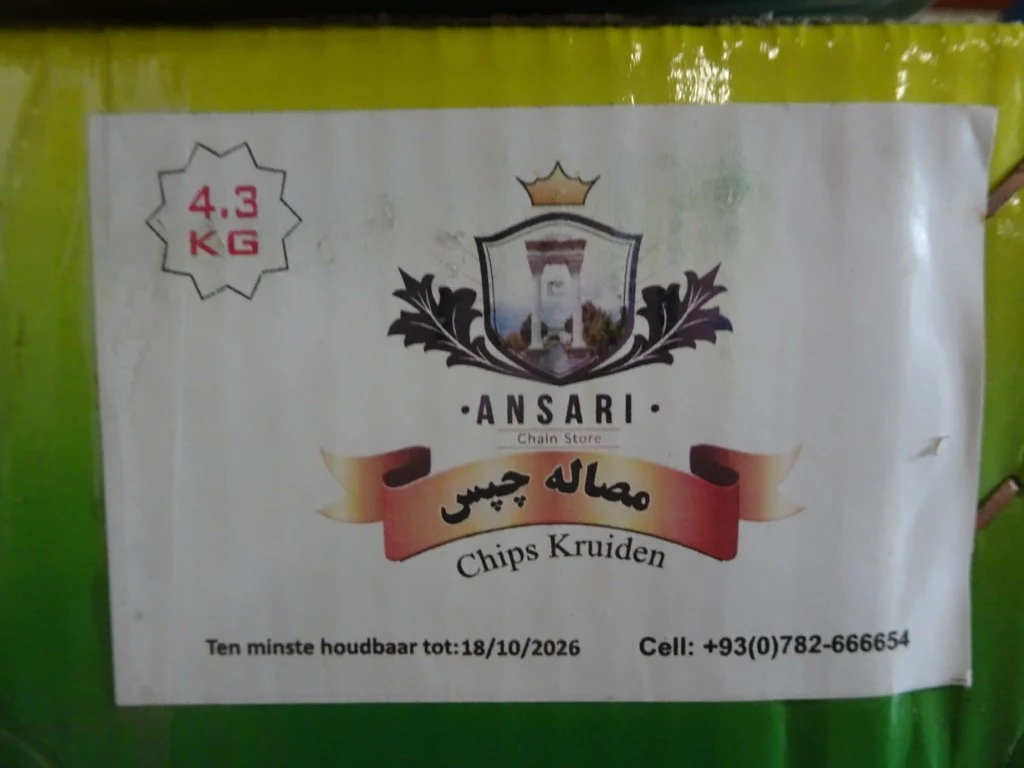 4.3
KG
•ANSARI•
Chain Store
مصاله چپس
Chips Kruiden
Ten minste houdbaar tot:18/10/2026
Cell: +93(0)782-666654